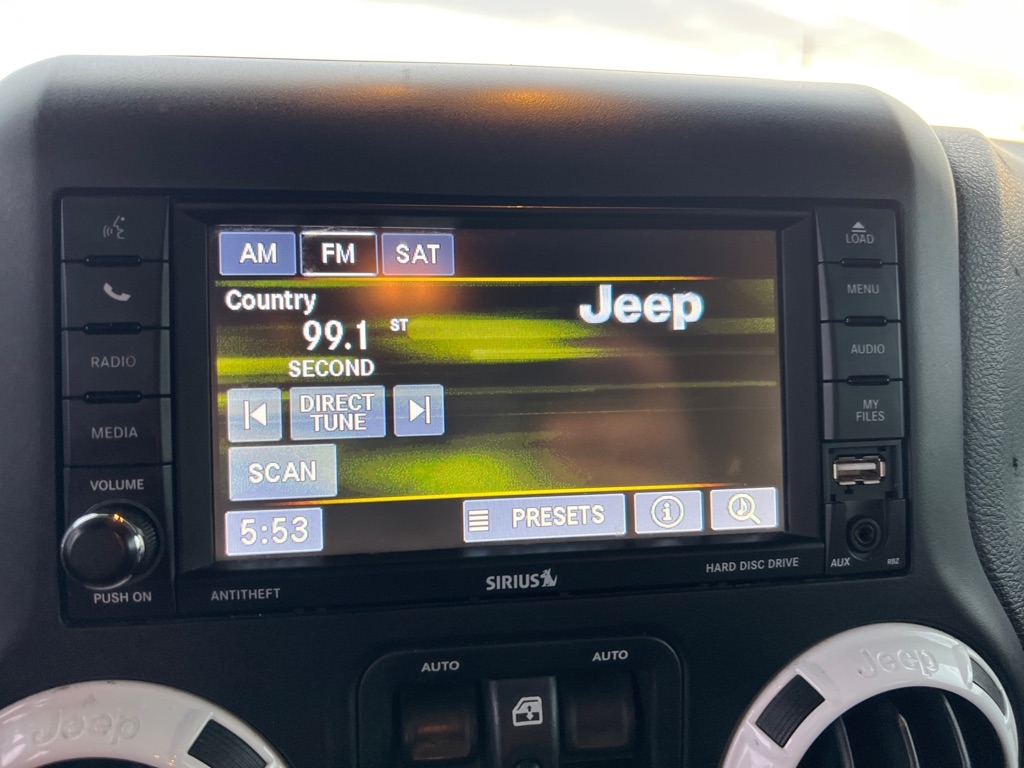 AM FM SAT
Country
Jeep
99.1 ST
SECOND
DIRECT
TUNE
SCAN
5:53 PRESETS
RADIO
MEDIA
VOLUME
PUSH ON
LOAD
MENU
AUDIO
MY
FILES
AUX RBZ
ANTITHEFT SIRIUS HARD DISC DRIVE
AUTO AUTO
Jeep Jeep